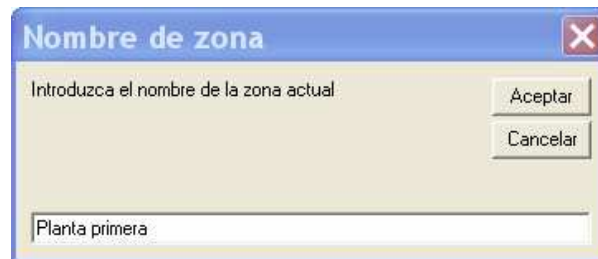 Nombre de zona
Introduzca el nombre de la zona actual
Aceptar
Cancelar
Planta primera